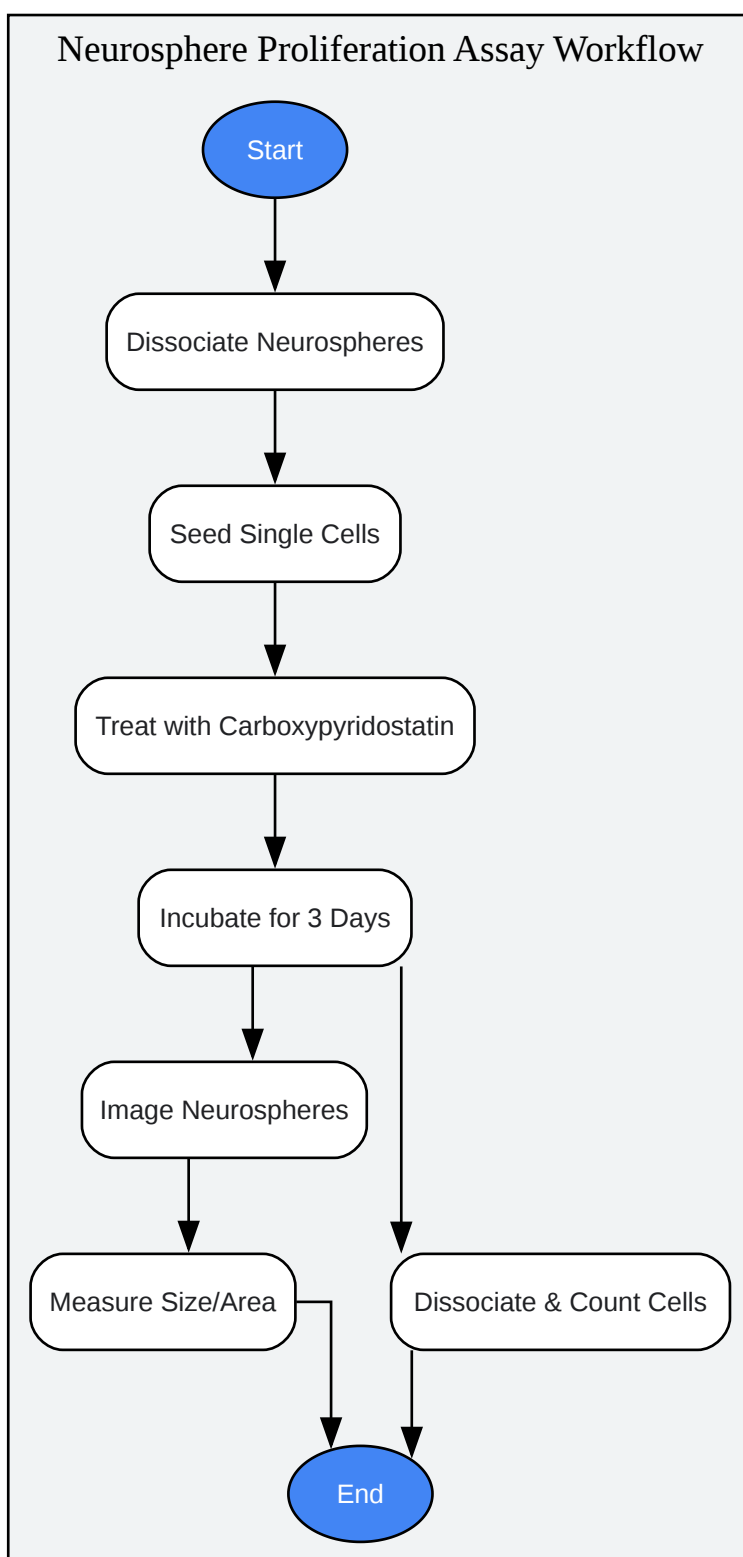 Neurosphere Proliferation Assay Workflow
Start
Dissociate Neurospheres
Seed Single Cells
Treat with Carboxypyridostatin
Incubate for 3 Days
Image Neurospheres
Measure Size/Area
Dissociate & Count Cells
End